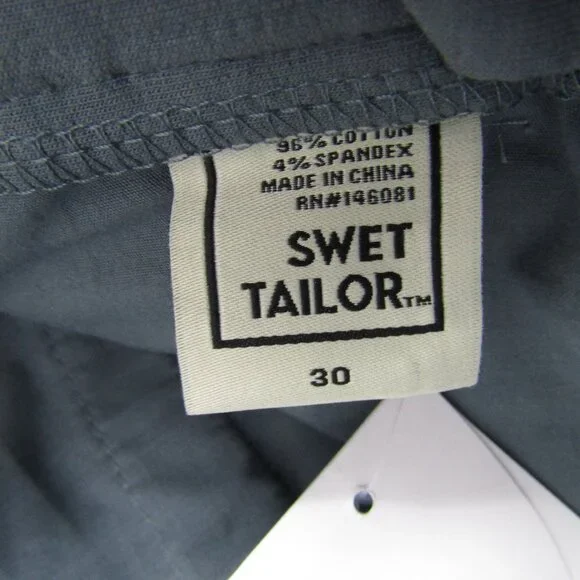 96% COTTON
4% SPANDEX
MADE IN CHINA
RN#146081
SWET
TAILOR™
30